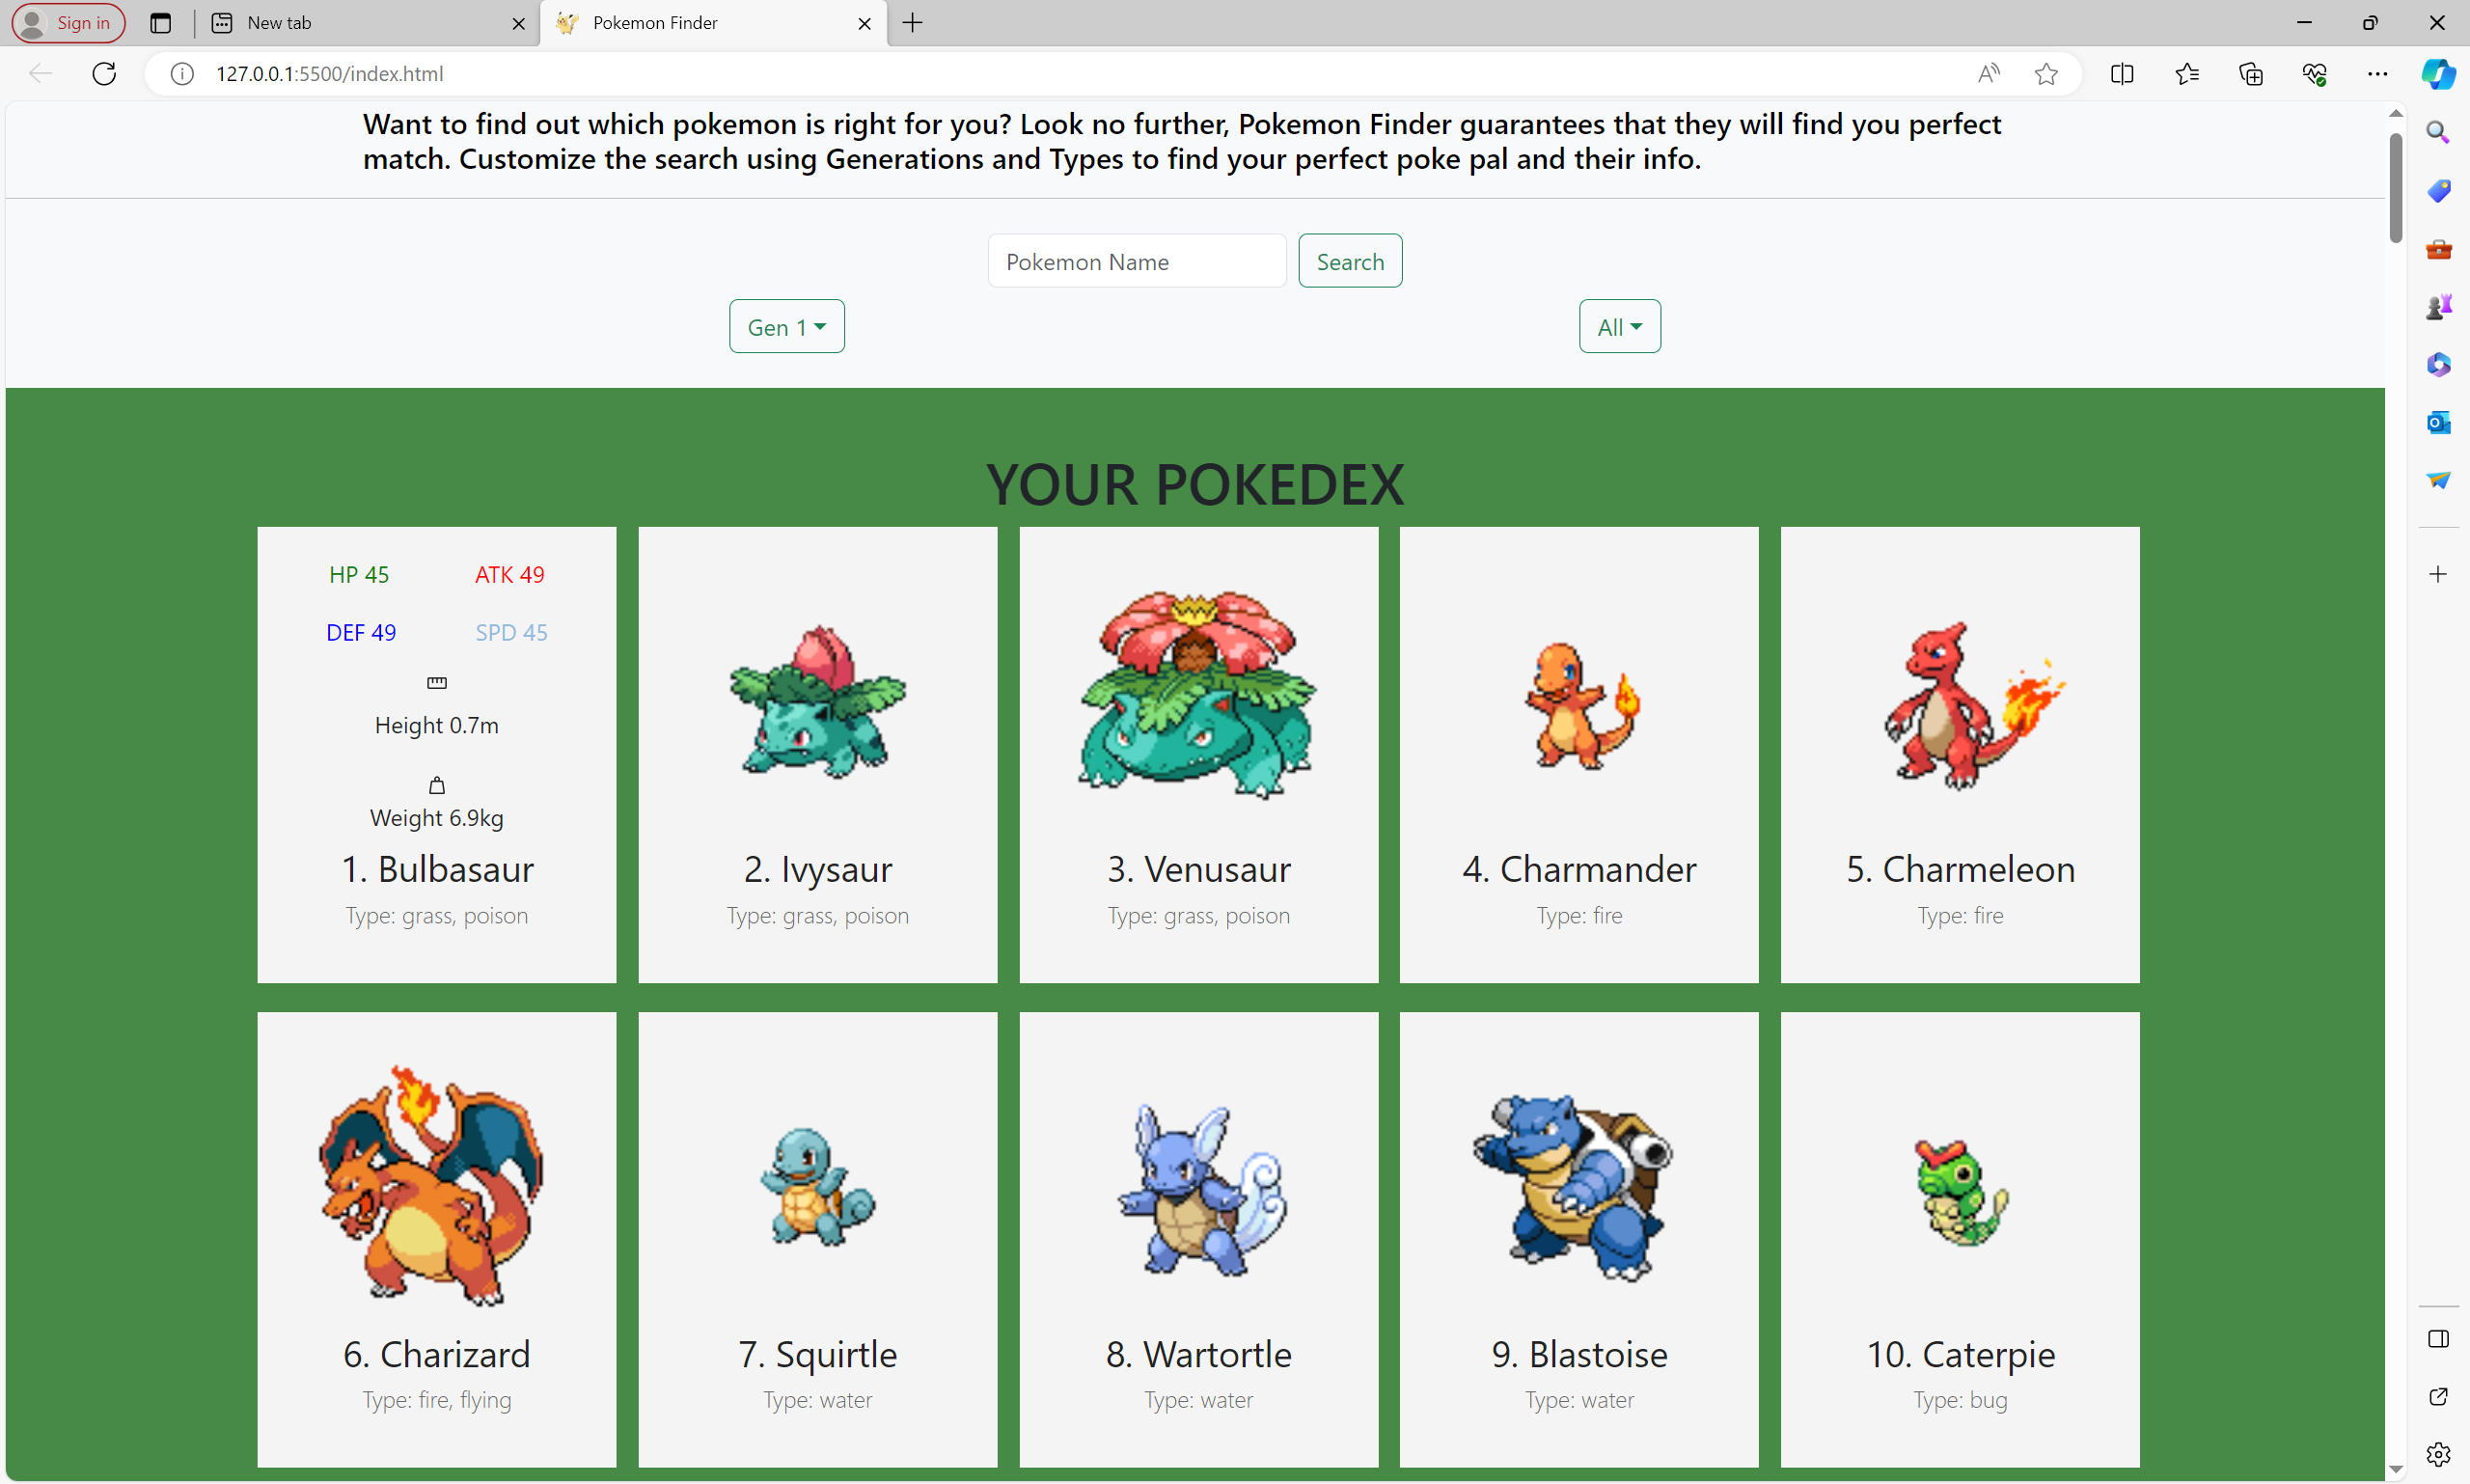 Sign in
New tab
Pokemon Finder
127.0.0.1:5500/index.html
Want to find out which pokemon is right for you? Look no further, Pokemon Finder guarantees that they will find you perfect
match. Customize the search using Generations and Types to find your perfect poke pal and their info.
Pokemon Name
Search
Gen 1
All
YOUR POKEDEX
HP 45
ATK 49
DEF 49
SPD 45
Height 0.7m
Weight 6.9kg
1. Bulbasaur
Type: grass, poison
2. Ivysaur
Type: grass, poison
3. Venusaur
Type: grass, poison
4. Charmander
Type: fire
5. Charmeleon
Type: fire
6. Charizard
Type: fire, flying
7. Squirtle
Type: water
8. Wartortle
Type: water
9. Blastoise
Type: water
10. Caterpie
Type: bug